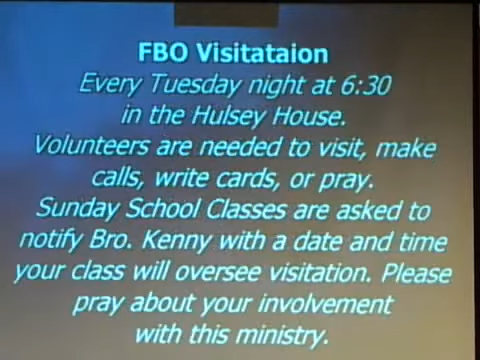 FBO Visitataion
Every Tuesday night at 6:30
in the Hulsey House.
Volunteers are needed to visit, make
calls, write cards, or pray.
Sunday School Classes are asked to
notify Bro. Kenny with a date and time
your class will oversee visitation. Please
pray about your involvement
with this ministry.